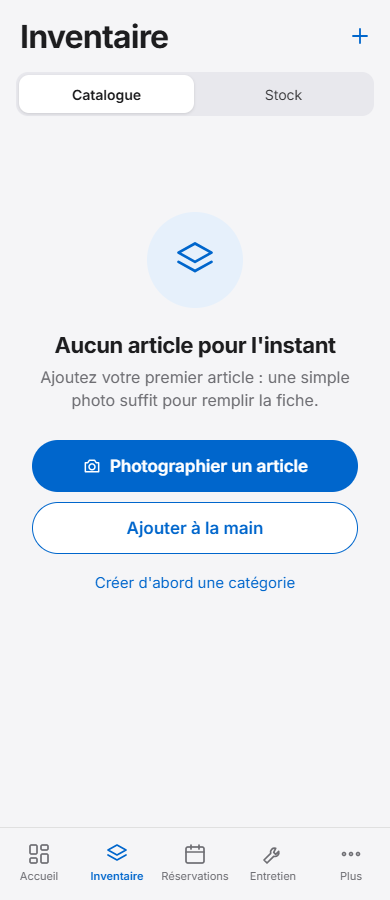 Inventaire
Catalogue
Stock
Aucun article pour l'instant
Ajoutez votre premier article : une simple
photo suffit pour remplir la fiche.
Photographier un article
Ajouter à la main
Créer d'abord une catégorie
Accueil
Inventaire
Réservations
Entretien
Plus